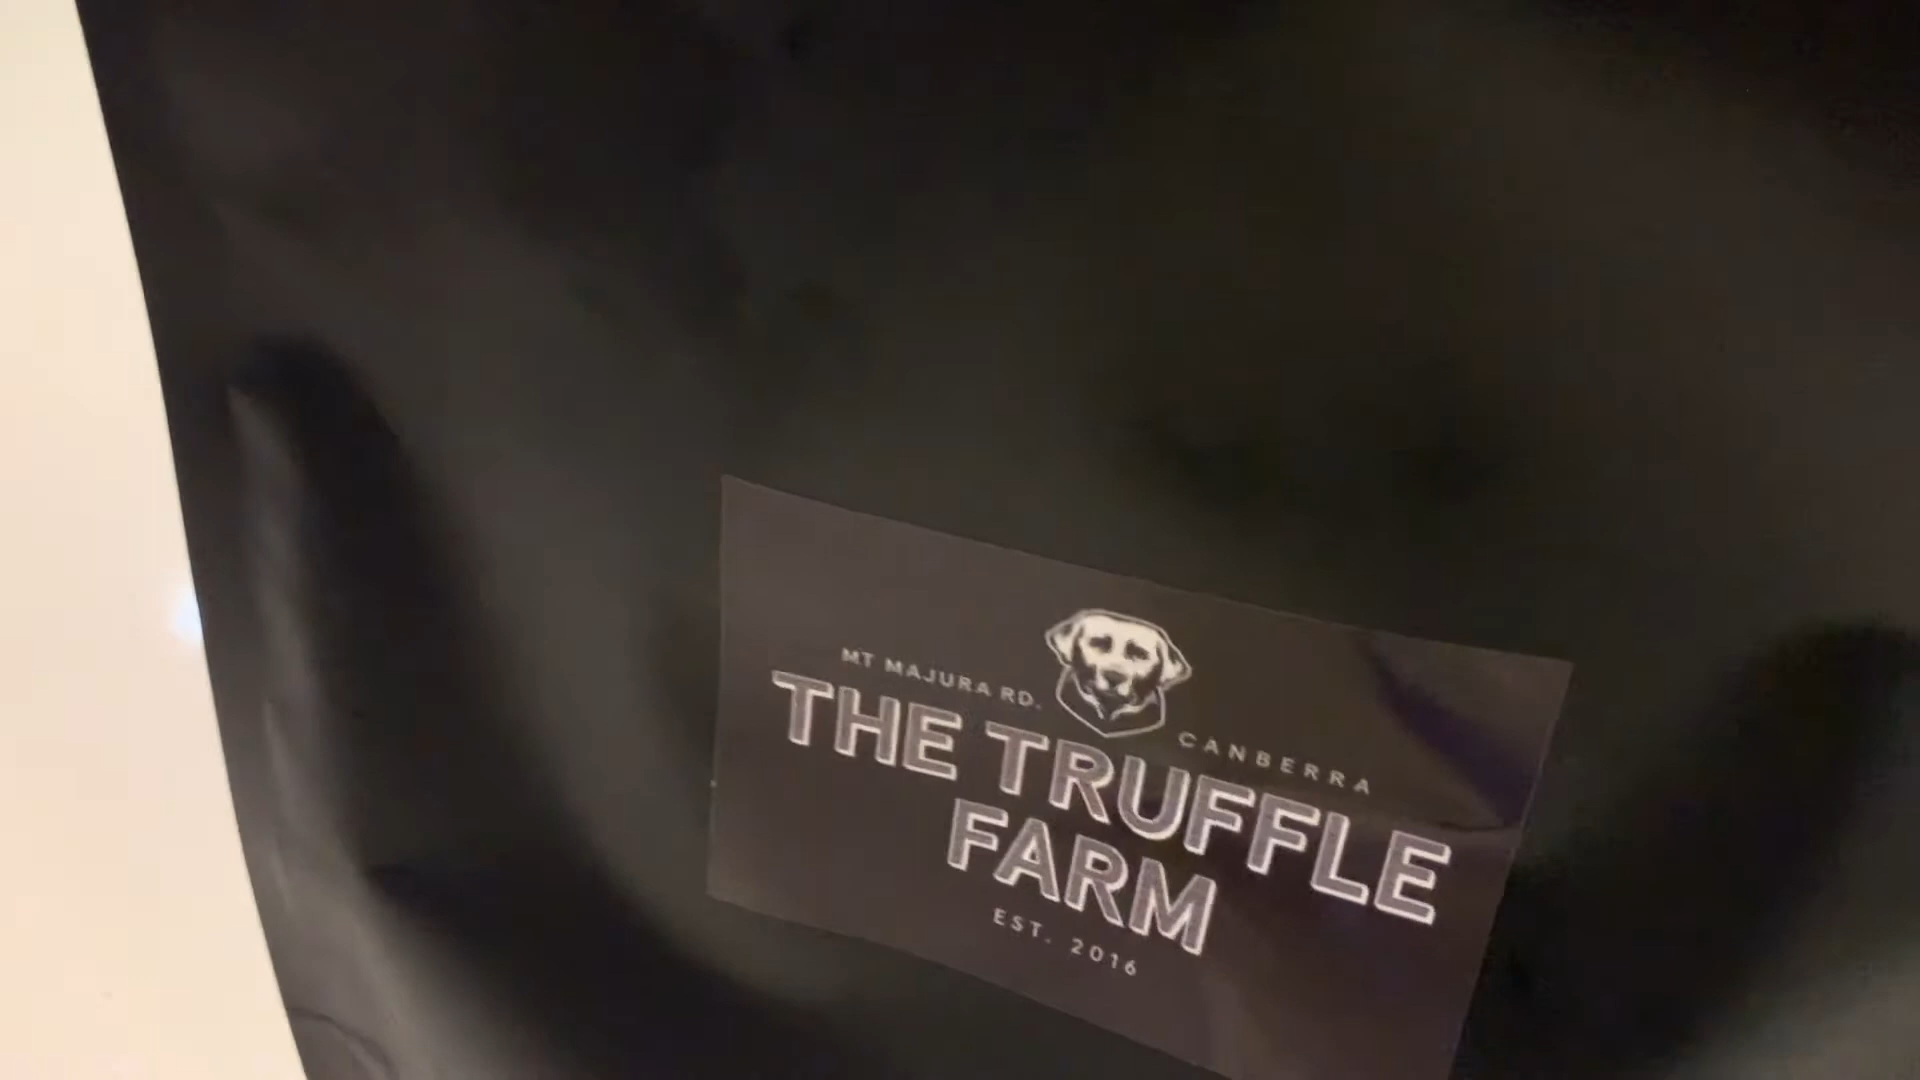 MT MAJURA RD.
CANBERRA
THE TRUFFLE
FARM
EST. 2016